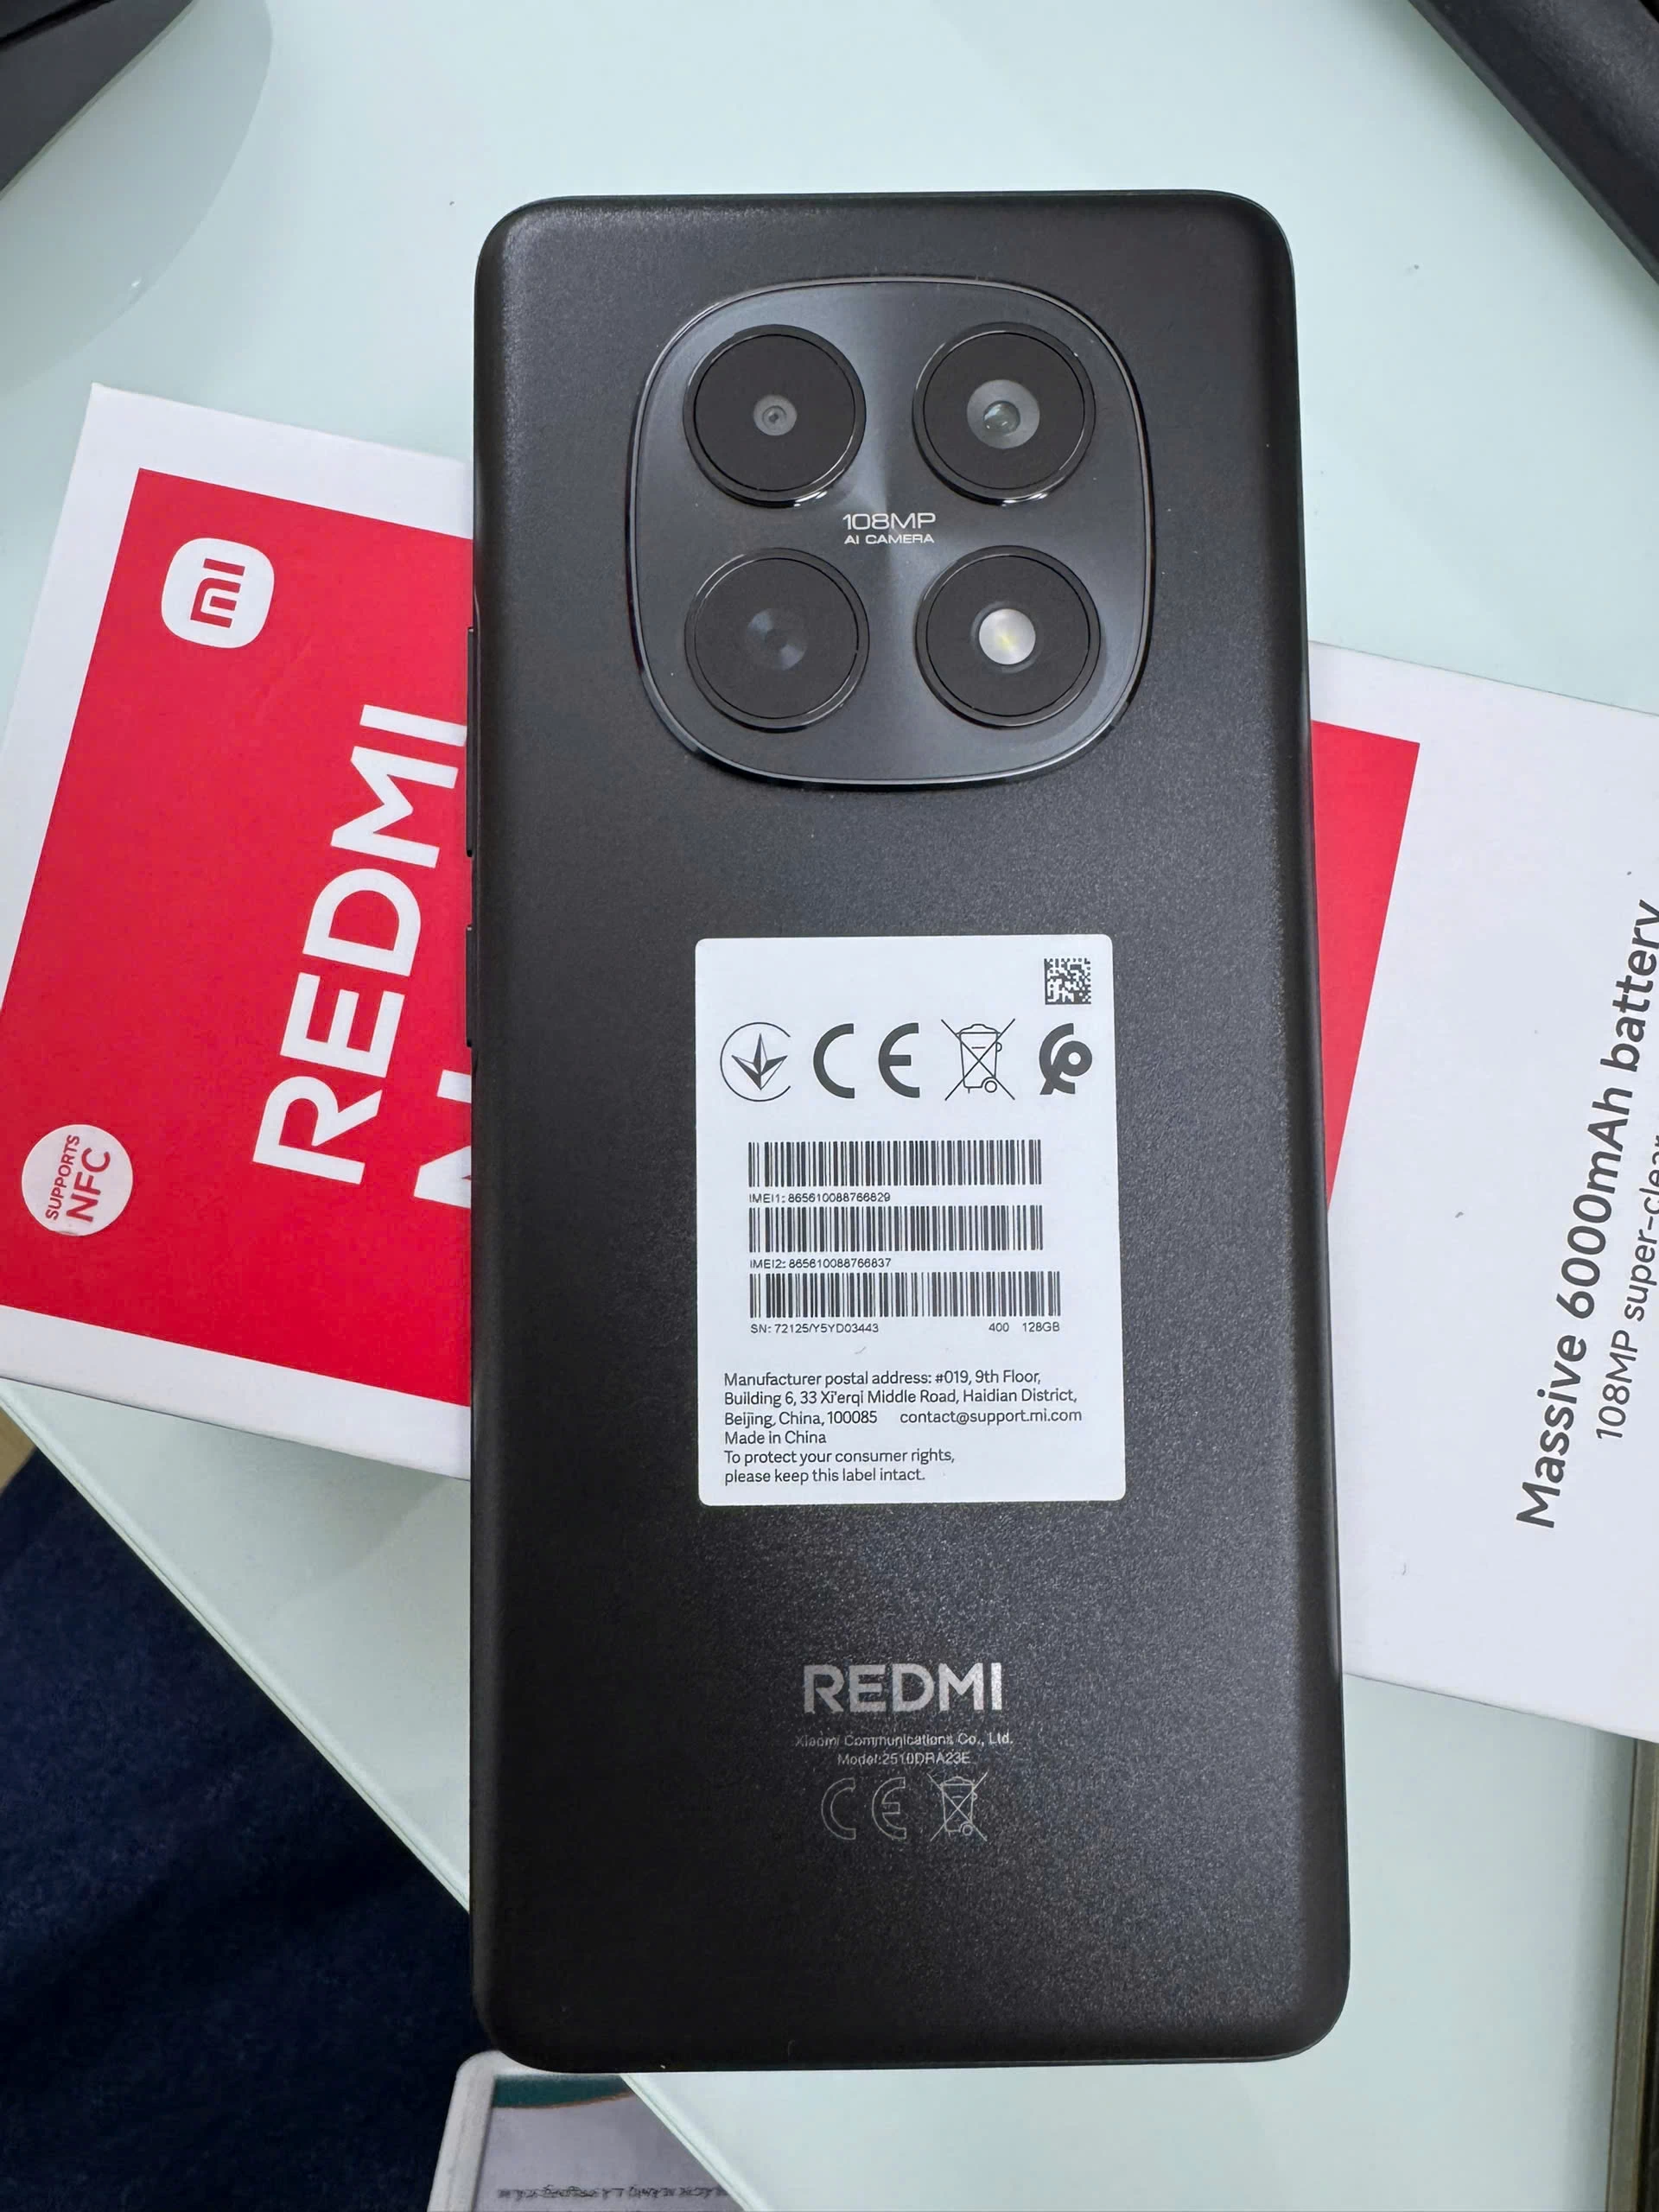 108MP
AI CAMERA
mi
REDMI
SUPPORTS
NFC
CE
IMEI1: 865610088766829
IMEI2: 865610088766837
SN: 72125/Y5YD03443 400 128GB
Manufacturer postal address: #019, 9th Floor,
Building 6, 33 Xi'erqi Middle Road, Haidian District,
Beijing, China, 100085 contact@support.mi.com
Made in China
To protect your consumer rights,
please keep this label intact.
Massive 6000mAh battery
108MP super-clear
REDMI
Xiaomi Communications Co., Ltd.
Model:2510DRA23E
CE